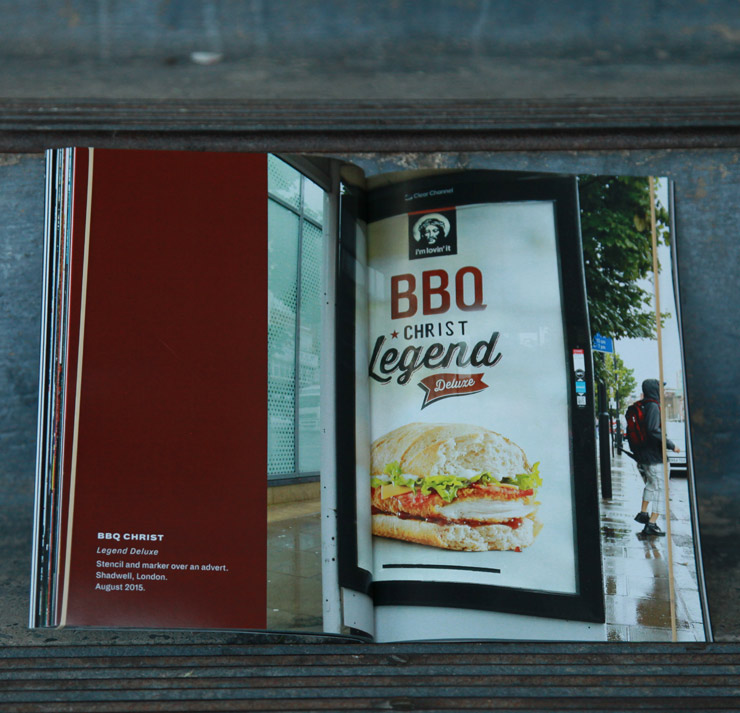 BBQ CHRIST
Legend Deluxe
Stencil and marker over an advert.
Shadwell, London.
August 2015.
Clear Channel
i'm lovin' it
BBQ
CHRIST
Legend
Deluxe